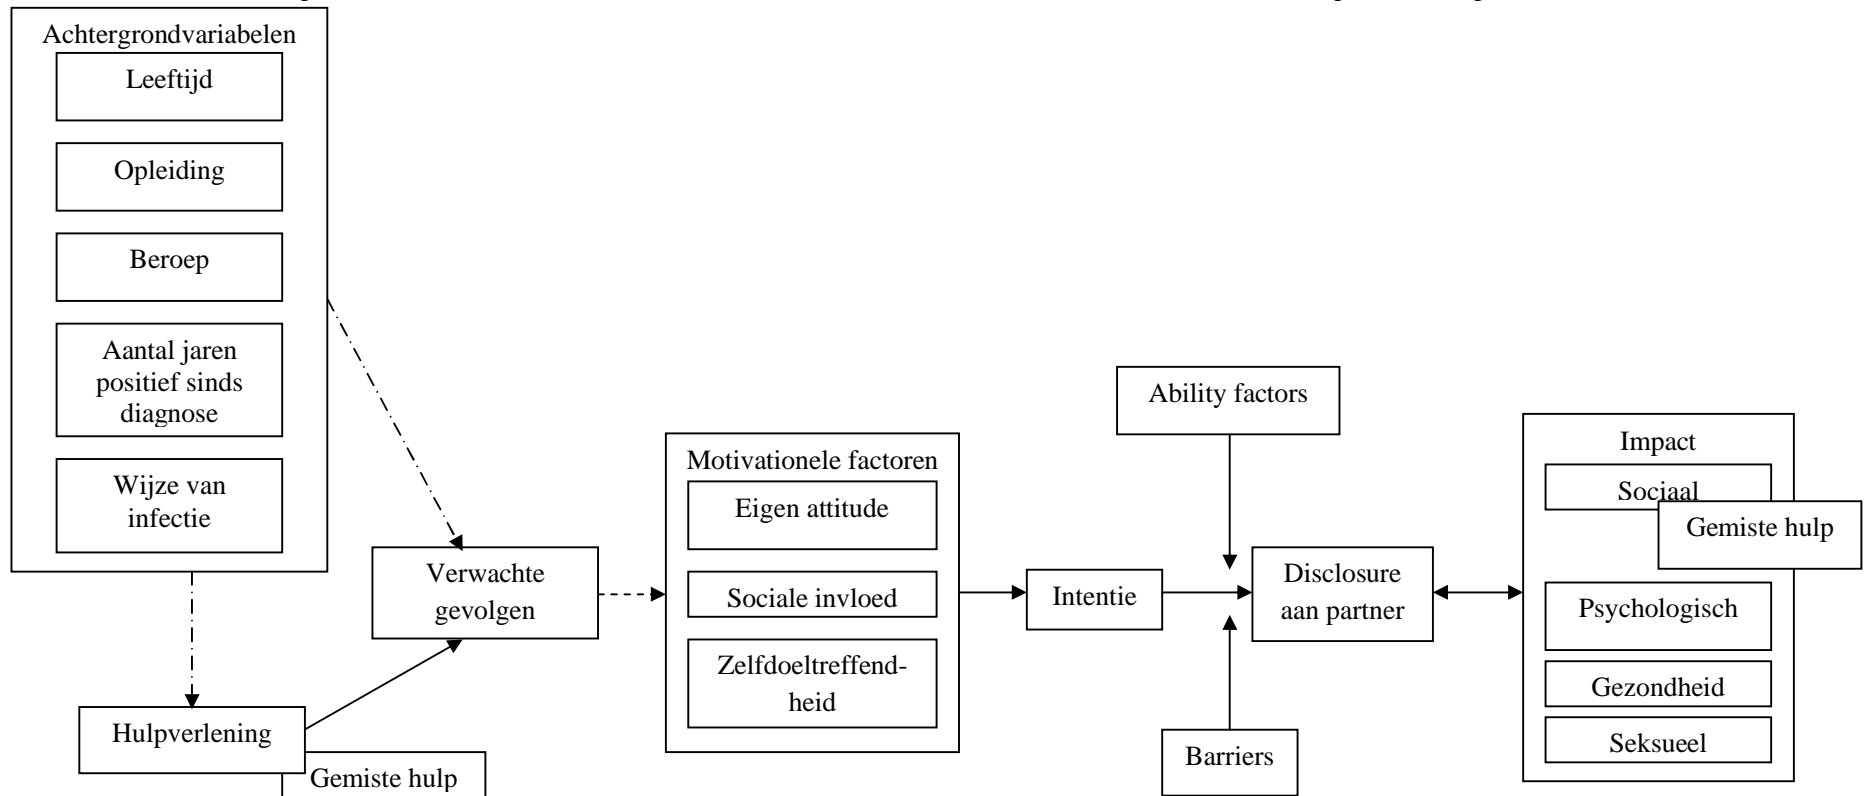 Achtergrondvariabelen
Leeftijd
Opleiding
Beroep
Aantal jaren
positief sinds
diagnose
Wijze van
infectie
Hulpverlening
Gemiste hulp
Verwachte
gevolgen
Motivationele factoren
Eigen attitude
Sociale invloed
Zelfdoeltreffend-
heid
Intentie
Ability factors
Barriers
Disclosure
aan partner
Impact
Sociaal
Gemiste hulp
Psychologisch
Gezondheid
Seksueel